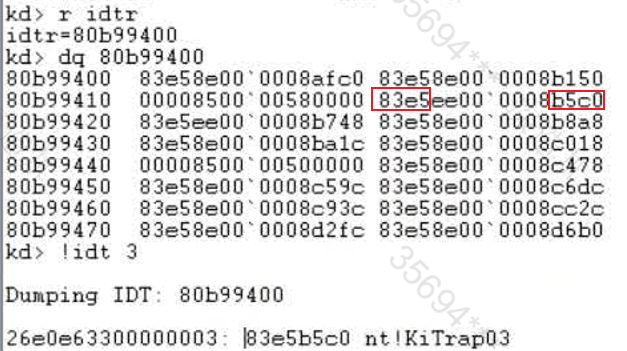 kd> r idtr
idtr=80b99400
kd> dq 80b99400
80b99400  83e58e00`0008afc0 83e58e00`0008b150
80b99410  00008500`00580000 83e5ee00`0008b5c0
80b99420  83e5ee00`0008b748 83e58e00`0008b8a8
80b99430  83e58e00`0008ba1c 83e58e00`0008c018
80b99440  00008500`00500000 83e58e00`0008c478
80b99450  83e58e00`0008c59c 83e58e00`0008c6dc
80b99460  83e58e00`0008c93c 83e58e00`0008cc2c
80b99470  83e58e00`0008d2fc 83e58e00`0008d6b0
kd> !idt 3
Dumping IDT: 80b99400
26e0e63300000003: 83e5b5c0 nt!KiTrap03
35694**
35694**